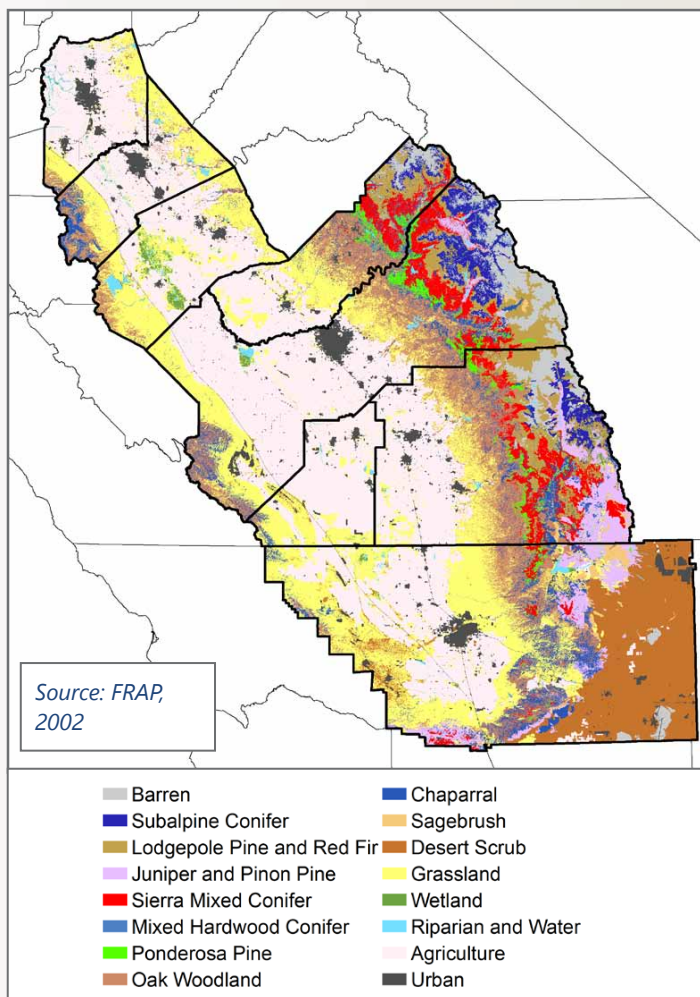 Source: FRAP,
2002
Barren
Subalpine Conifer
Lodgepole Pine and Red Fir
Juniper and Pinon Pine
Sierra Mixed Conifer
Mixed Hardwood Conifer
Ponderosa Pine
Oak Woodland
Chaparral
Sagebrush
Desert Scrub
Grassland
Wetland
Riparian and Water
Agriculture
Urban